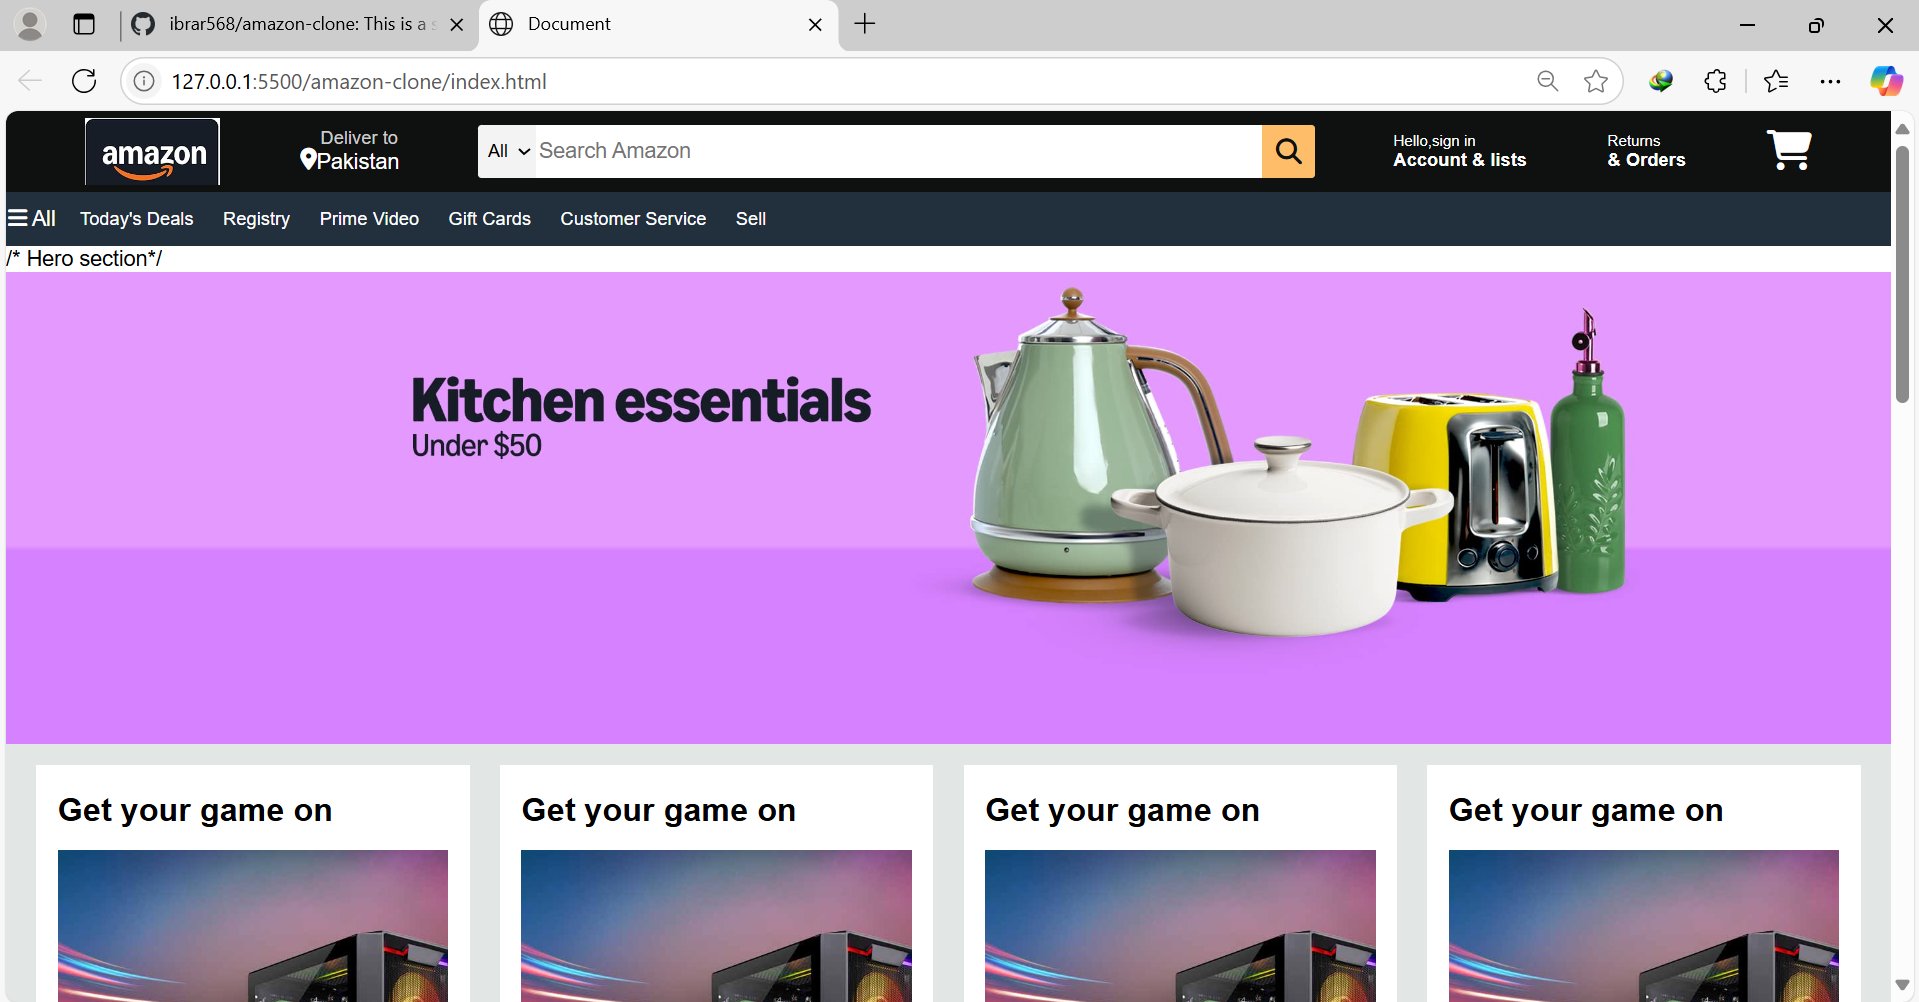 ibrar568/amazon-clone: This is a s
Document
127.0.0.1:5500/amazon-clone/index.html
amazon
Deliver to
Pakistan
All
Search Amazon
Hello,sign in
Account & lists
Returns
& Orders
All
Today's Deals
Registry
Prime Video
Gift Cards
Customer Service
Sell
/* Hero section*/
Kitchen essentials
Under $50
Get your game on
Get your game on
Get your game on
Get your game on